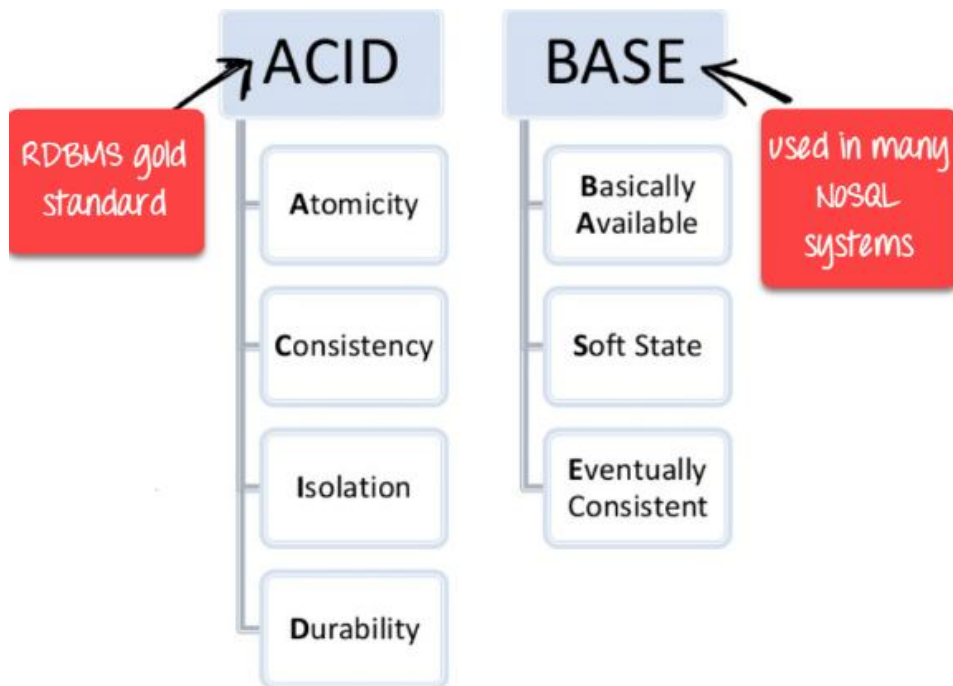 ACID
BASE
RDBMS gold
standard
used in many
NoSQL
systems
Atomicity
Consistency
Isolation
Durability
Basically
Available
Soft State
Eventually
Consistent